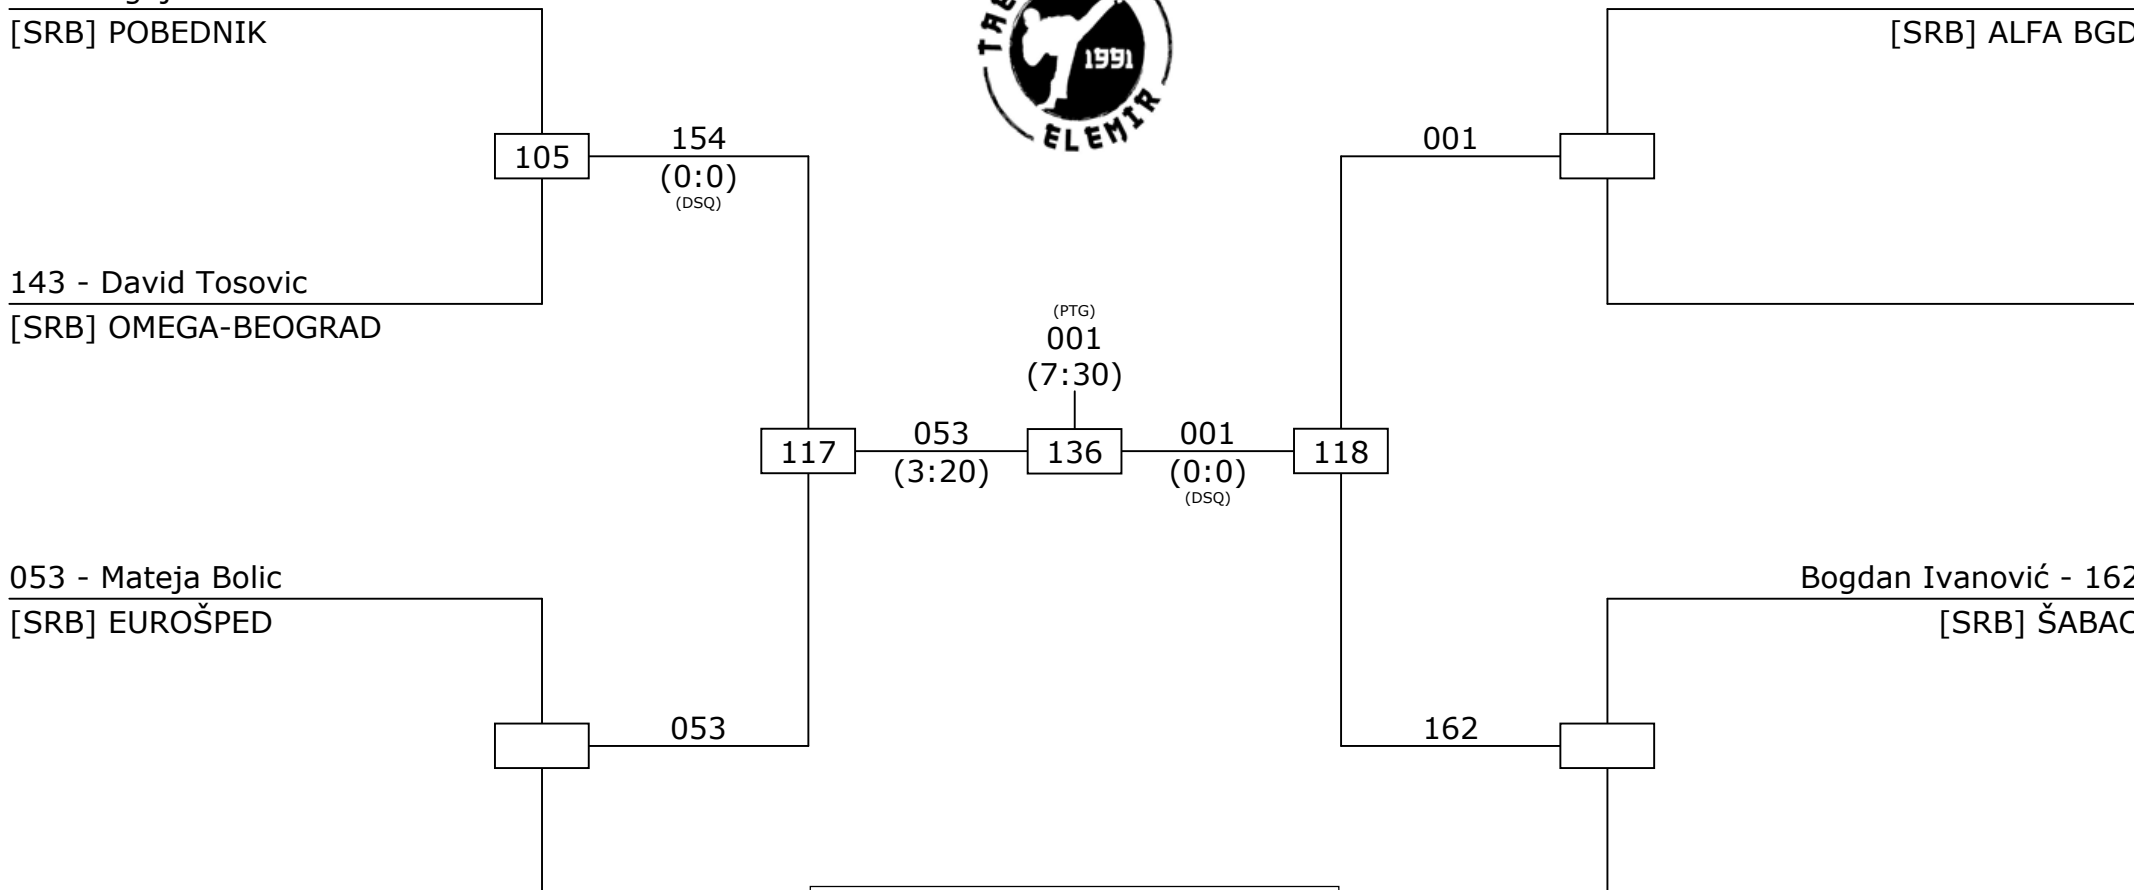 [SRB] POBEDNIK
[SRB] ALFA BGD
1991
ELEMIR
105
154
(0:0)
(DSQ)
001
143 - David Tosovic
[SRB] OMEGA-BEOGRAD
(PTG)
001
(7:30)
117
053
(3:20)
136
001
(0:0)
(DSQ)
118
053 - Mateja Bolic
[SRB] EUROŠPED
Bogdan Ivanović - 162
[SRB] ŠABAC
053
162